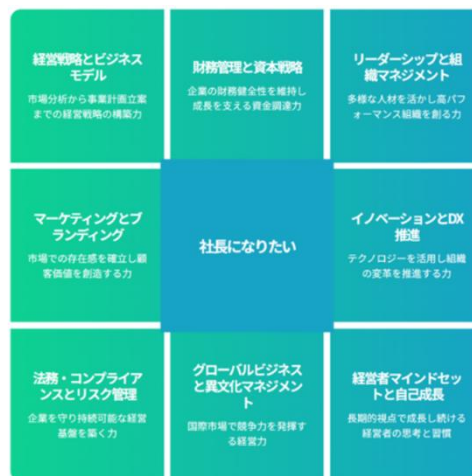 経営戦略とビジネス
モデル
市場分析から事業計画立案
までの経営戦略の構築力
財務管理と資本戦略
企業の財務健全性を維持し
成長を支える資金調達力
リーダーシップと組
織マネジメント
多様な人材を活かし高パフ
ォーマンス組織を創る力
マーケティングとブ
ランディング
市場での存在感を確立し顧
客価値を創造する力
社長になりたい
イノベーションとDX
推進
テクノロジーを活用し組織
の変革を推進する力
法務・コンプライア
ンスとリスク管理
企業を守り持続可能な経営
基盤を築く力
グローバルビジネス
と異文化マネジメン
ト
国際市場で競争力を発揮す
る経営力
経営者マインドセッ
トと自己成長
長期的視点で成長し続ける
経営者の思考と習慣